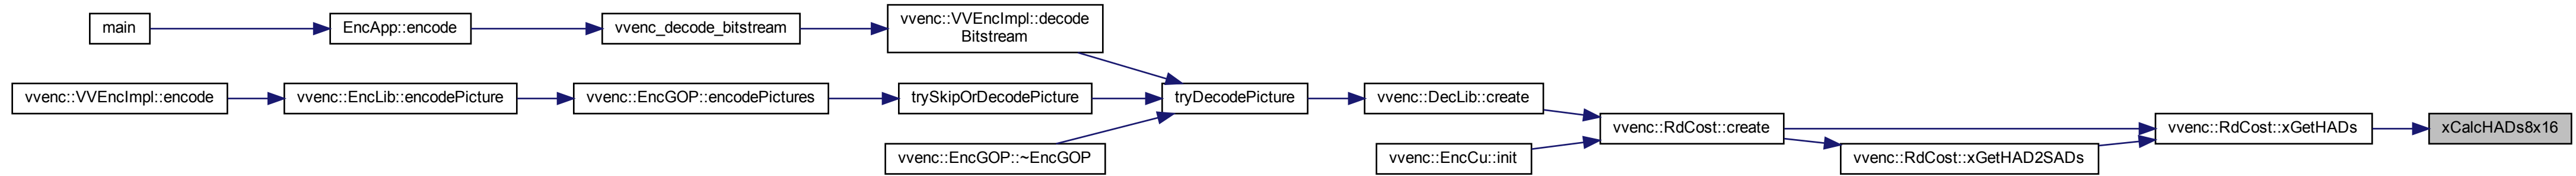 main
EncApp::encode
vvenc_decode_bitstream
vvenc::VVEncImpl::decode
Bitstream
vvenc::VVEncImpl::encode
vvenc::EncLib::encodePicture
vvenc::EncGOP::encodePictures
trySkipOrDecodePicture
tryDecodePicture
vvenc::DecLib::create
vvenc::EncGOP::~EncGOP
vvenc::EncCu::init
vvenc::RdCost::create
vvenc::RdCost::xGetHAD2SADs
vvenc::RdCost::xGetHADs
xCalcHADs8x16